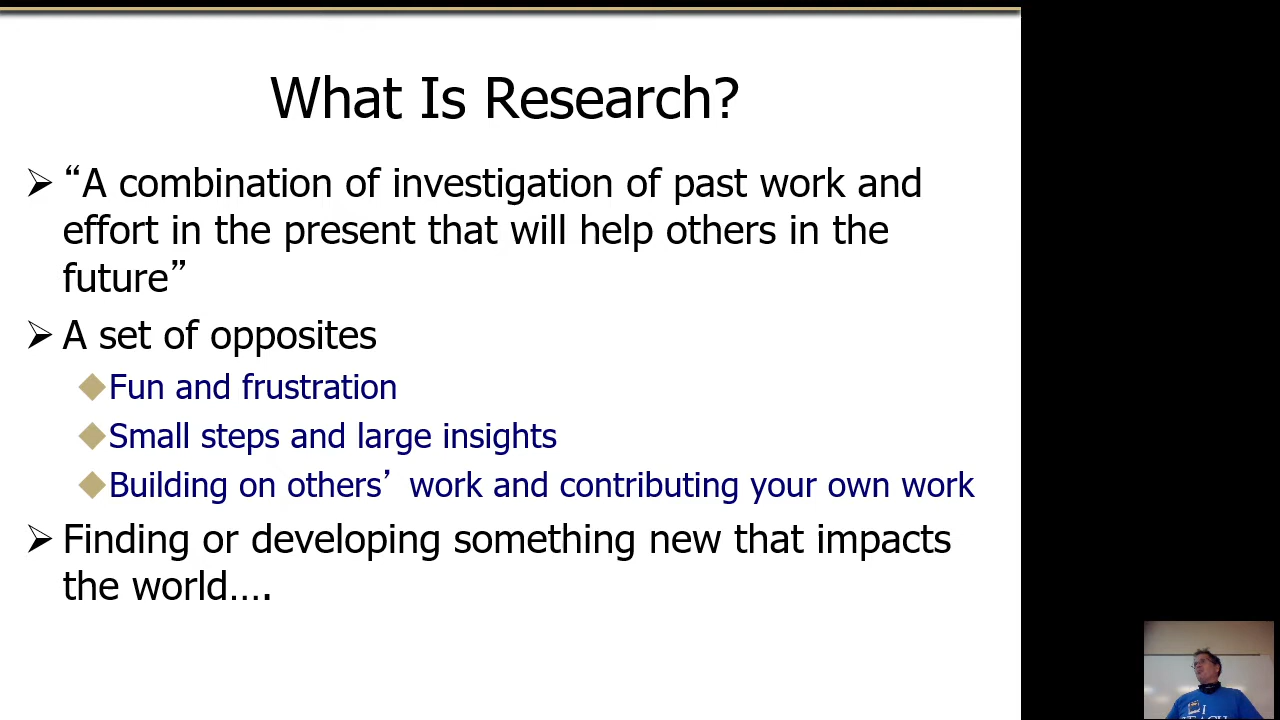 What Is Research?
“A combination of investigation of past work and
effort in the present that will help others in the
future”
A set of opposites
Fun and frustration
Small steps and large insights
Building on others’ work and contributing your own work
Finding or developing something new that impacts
the world….
I